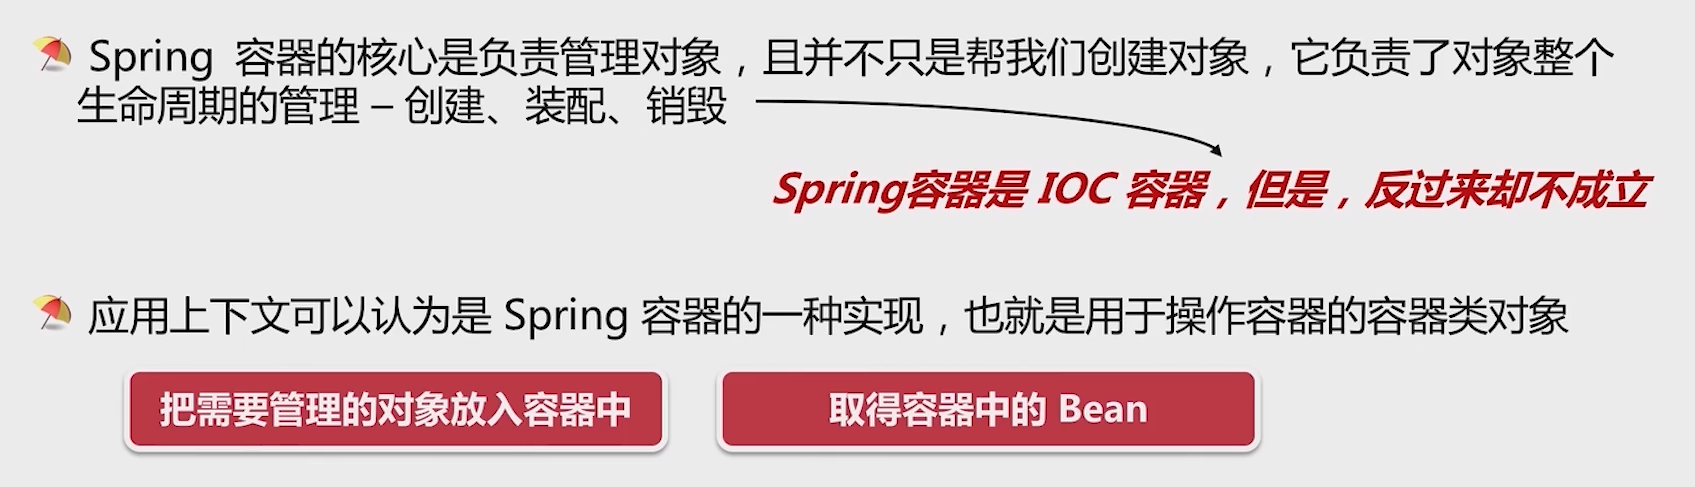 Spring 容器的核心是负责管理对象，且并不只是帮我们创建对象，它负责了对象整个
生命周期的管理 – 创建、装配、销毁
Spring容器是 IOC 容器，但是，反过来却不成立
应用上下文可以认为是 Spring 容器的一种实现，也就是用于操作容器的容器类对象
把需要管理的对象放入容器中
取得容器中的 Bean